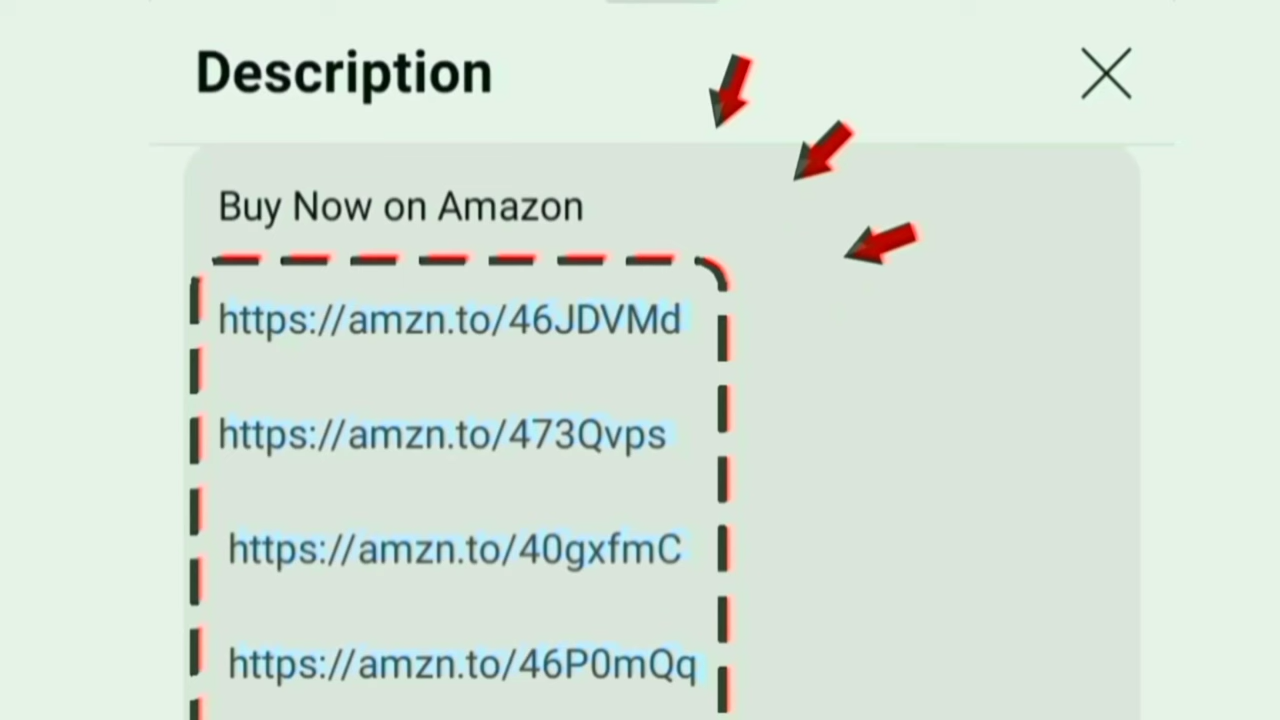 Description
Buy Now on Amazon
https://amzn.to/46JDVMd
https://amzn.to/473Qvps
https://amzn.to/40gxfmC
https://amzn.to/46P0mQq